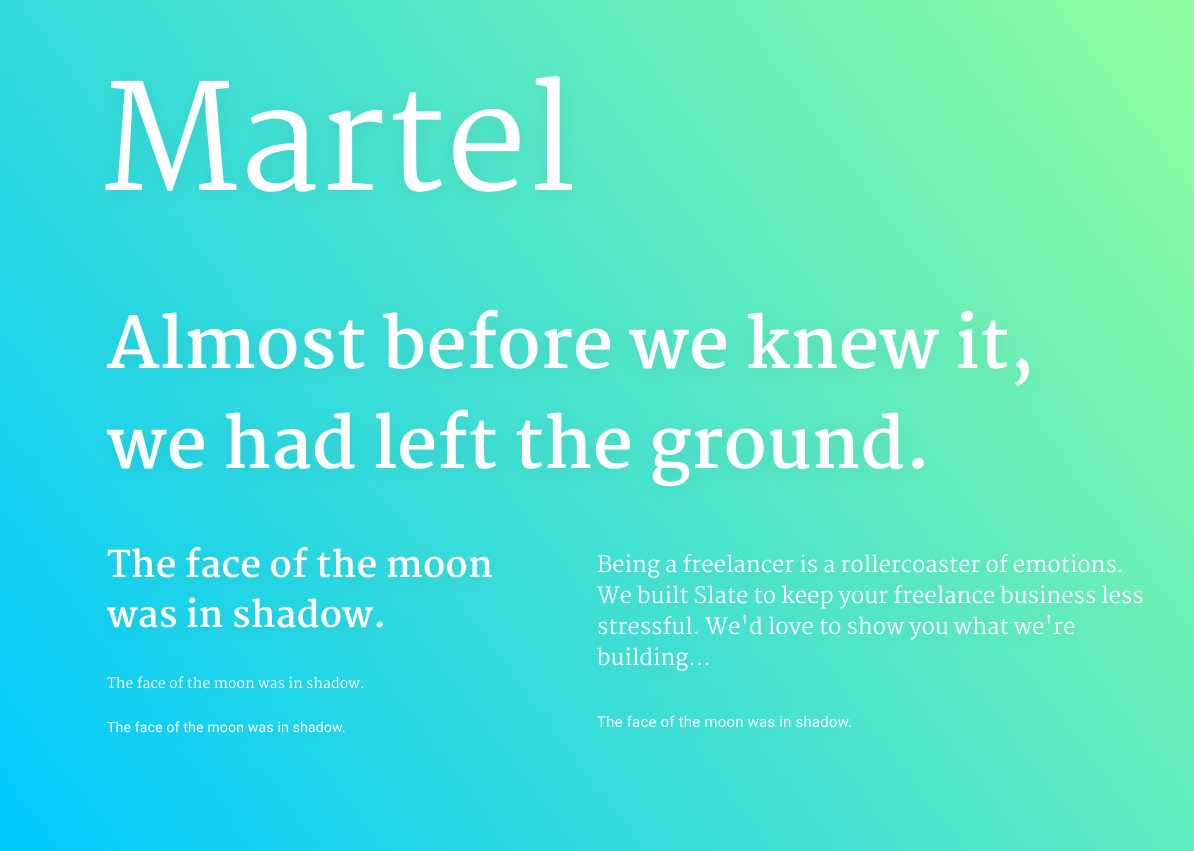 Martel
Almost before we knew it,
we had left the ground.
The face of the moon
was in shadow.
The face of the moon was in shadow.
The face of the moon was in shadow.
Being a freelancer is a rollercoaster of emotions.
We built Slate to keep your freelance business less
stressful. We'd love to show you what we're
building...
The face of the moon was in shadow.